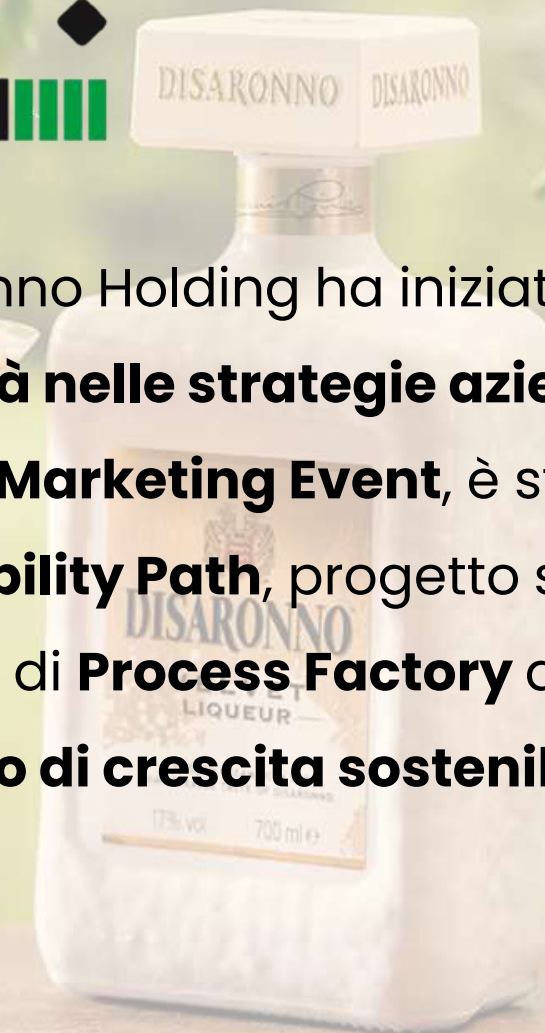 DISARONNO DISARONNO
nno Holding ha iniziat
à nelle strategie azie
Marketing Event, è s
bility Path, progetto s
DISARONNO
di Process Factory
VELVET
LIQUEUR
o di crescita sostenil
17% vol 700 ml e